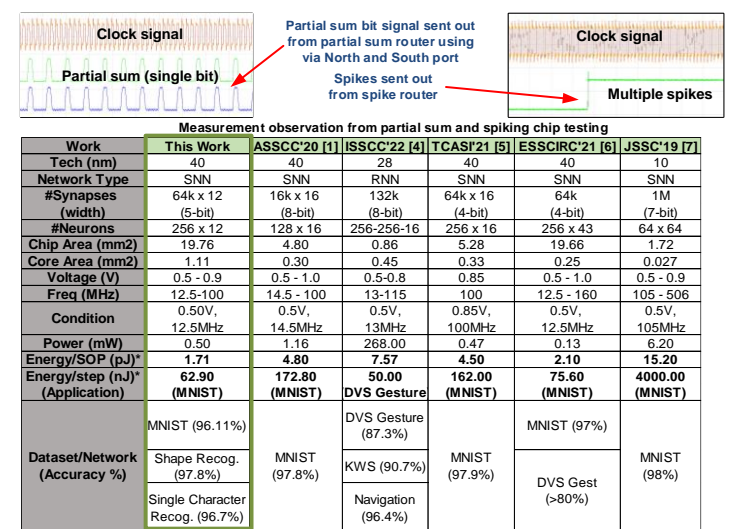 Clock signal
Partial sum (single bit)
Partial sum bit signal sent out
from partial sum router using
via North and South port
Spikes sent out
from spike router
Clock signal
Multiple spikes
Measurement observation from partial sum and spiking chip testing
Work This Work ASSCC'20 [1] ISSCC'22 [4] TCASI'21 [5] ESSCIRC'21 [6] JSSC'19 [7]
Tech (nm) 40 40 28 40 40 10
Network Type SNN SNN RNN SNN SNN SNN
#Synapses 64k x 12 16k x 16 132k 64k x 16 64k 1M
(width) (5-bit) (8-bit) (8-bit) (4-bit) (4-bit) (7-bit)
#Neurons 256 x 12 128 x 16 256-256-16 256 x 16 256 x 43 64 x 64
Chip Area (mm2) 19.76 4.80 0.86 5.28 19.66 1.72
Core Area (mm2) 1.11 0.30 0.45 0.33 0.25 0.027
Voltage (V) 0.5 - 0.9 0.5 - 1.0 0.5-0.8 0.85 0.5 - 1.0 0.5 - 0.9
Freq (MHz) 12.5-100 14.5 - 100 13-115 100 12.5 - 160 105 - 506
Condition 0.50V, 0.5V, 0.5V, 0.85V, 0.5V, 0.5V,
12.5MHz 14.5MHz 13MHz 100MHz 12.5MHz 105MHz
Power (mW) 0.50 1.16 268.00 0.47 0.13 6.20
Energy/SOP (pJ)* 1.71 4.80 7.57 4.50 2.10 15.20
Energy/step (nJ)* 62.90 172.80 50.00 162.00 75.60 4000.00
(Application) (MNIST) (MNIST) DVS Gesture (MNIST) (MNIST) (MNIST)
Dataset/Network
(Accuracy %)
MNIST (96.11%)
Shape Recog.
(97.8%)
Single Character
Recog. (96.7%)
MNIST
(97.8%)
DVS Gesture
(87.3%)
KWS (90.7%)
Navigation
(96.4%)
MNIST
(97.9%)
MNIST (97%)
DVS Gest
(>80%)
MNIST
(98%)